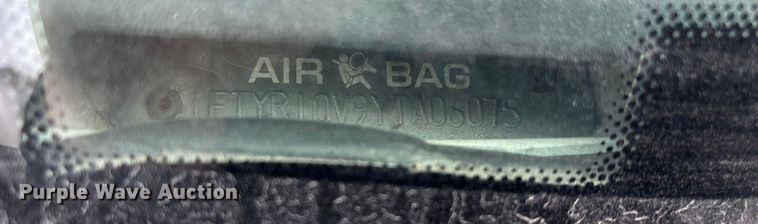 AIR BAG
1FTYR10V9YTA06075
Purple Wave Auction